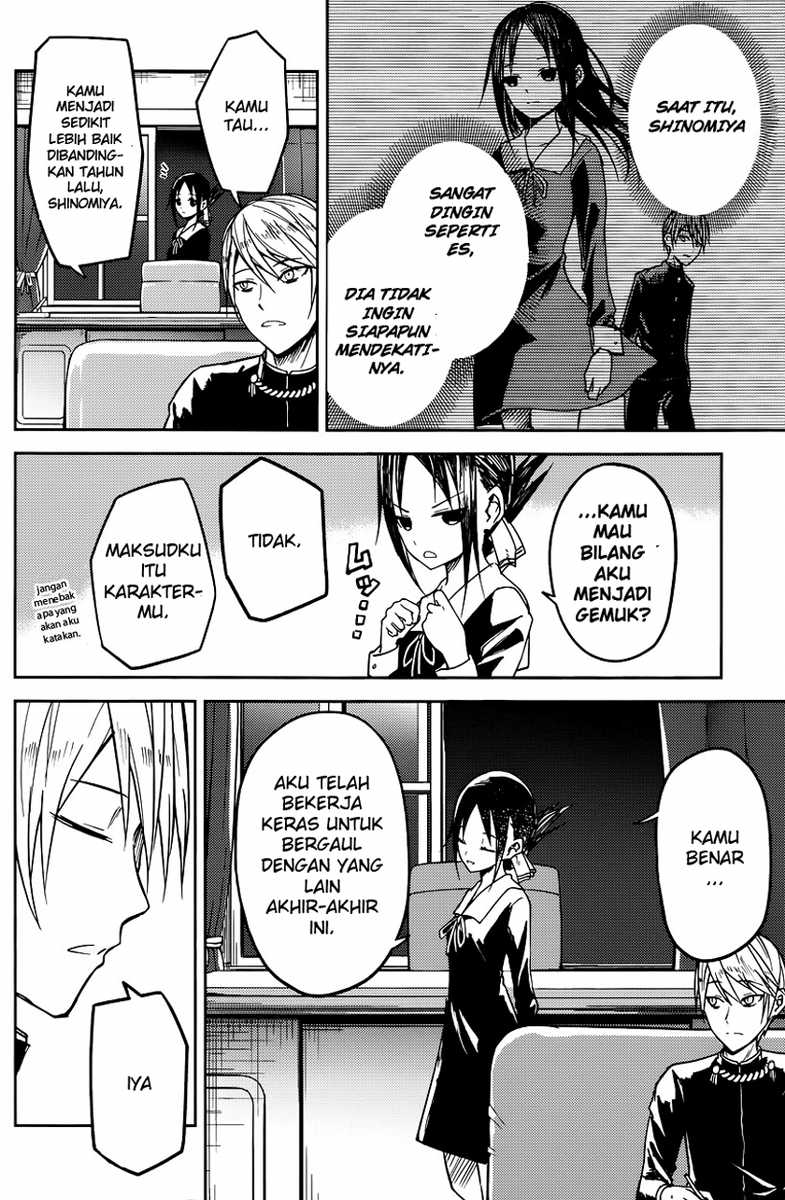 SAAT ITU,
SHINOMIYA
SANGAT
DINGIN
SEPERTI
ES,
DIA TIDAK
INGIN
SIAPAPUN
MENDEKATI-
NYA.
KAMU
TAU...
KAMU
MENJADI
SEDIKIT
LEBIH BAIK
DIBANDING-
KAN TAHUN
LALU,
SHINOMIYA.
...KAMU
MAU
BILANG
AKU
MENJADI
GEMUK?
ムッ...
TIDAK,
MAKSUDKU
ITU
KARAKTER-
MU.
jangan
menebak
apa yang
akan aku
katakan.
KAMU
BENAR
...
AKU TELAH
BEKERJA
KERAS UNTUK
BERGAUL
DENGAN YANG
LAIN
AKHIR-AKHIR
INI.
IYA